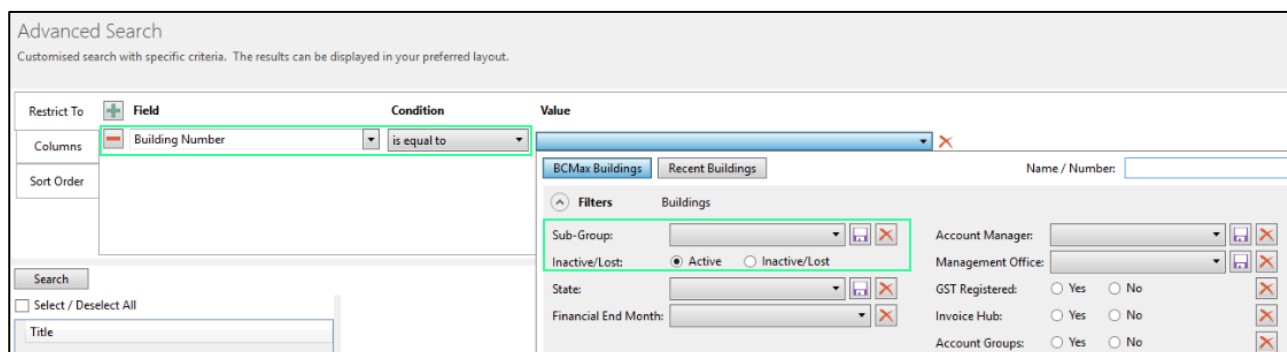 Advanced Search
Customised search with specific criteria. The results can be displayed in your preferred layout.
Restrict To Field Condition Value
Building Number is equal to
Columns
BCMax Buildings Recent Buildings Name / Number:
Sort Order
Filters Buildings
Sub-Group: Account Manager:
Inactive/Lost: Active Inactive/Lost Management Office:
Search
State: GST Registered: Yes No
Select / Deselect All
Financial End Month: Invoice Hub: Yes No
Title
Account Groups: Yes No